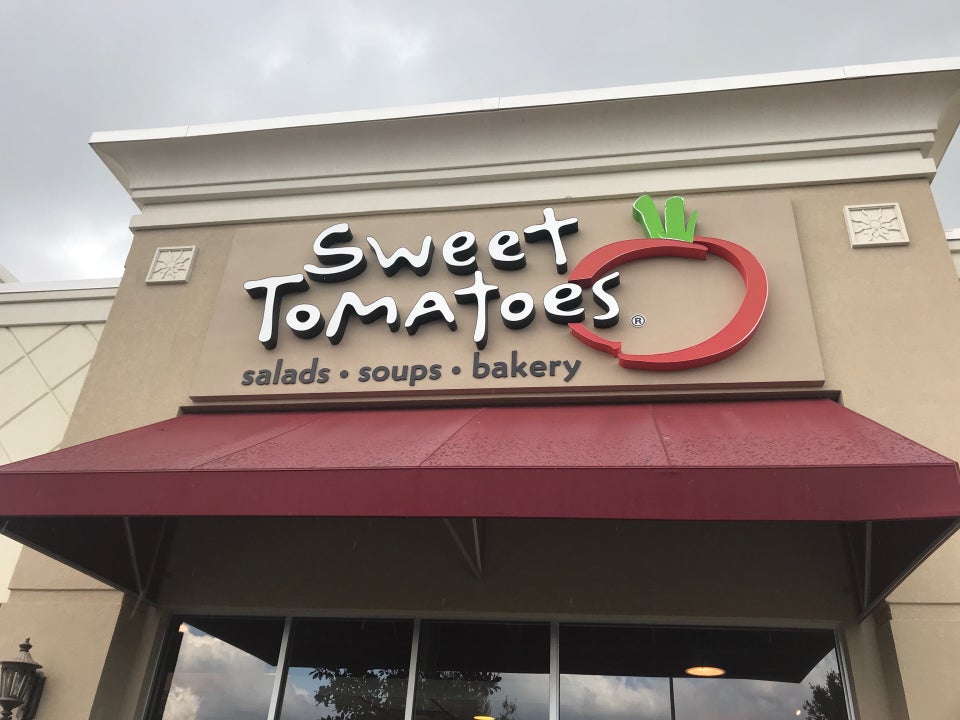 Sweet
Tomatoes®
salads • soups • bakery